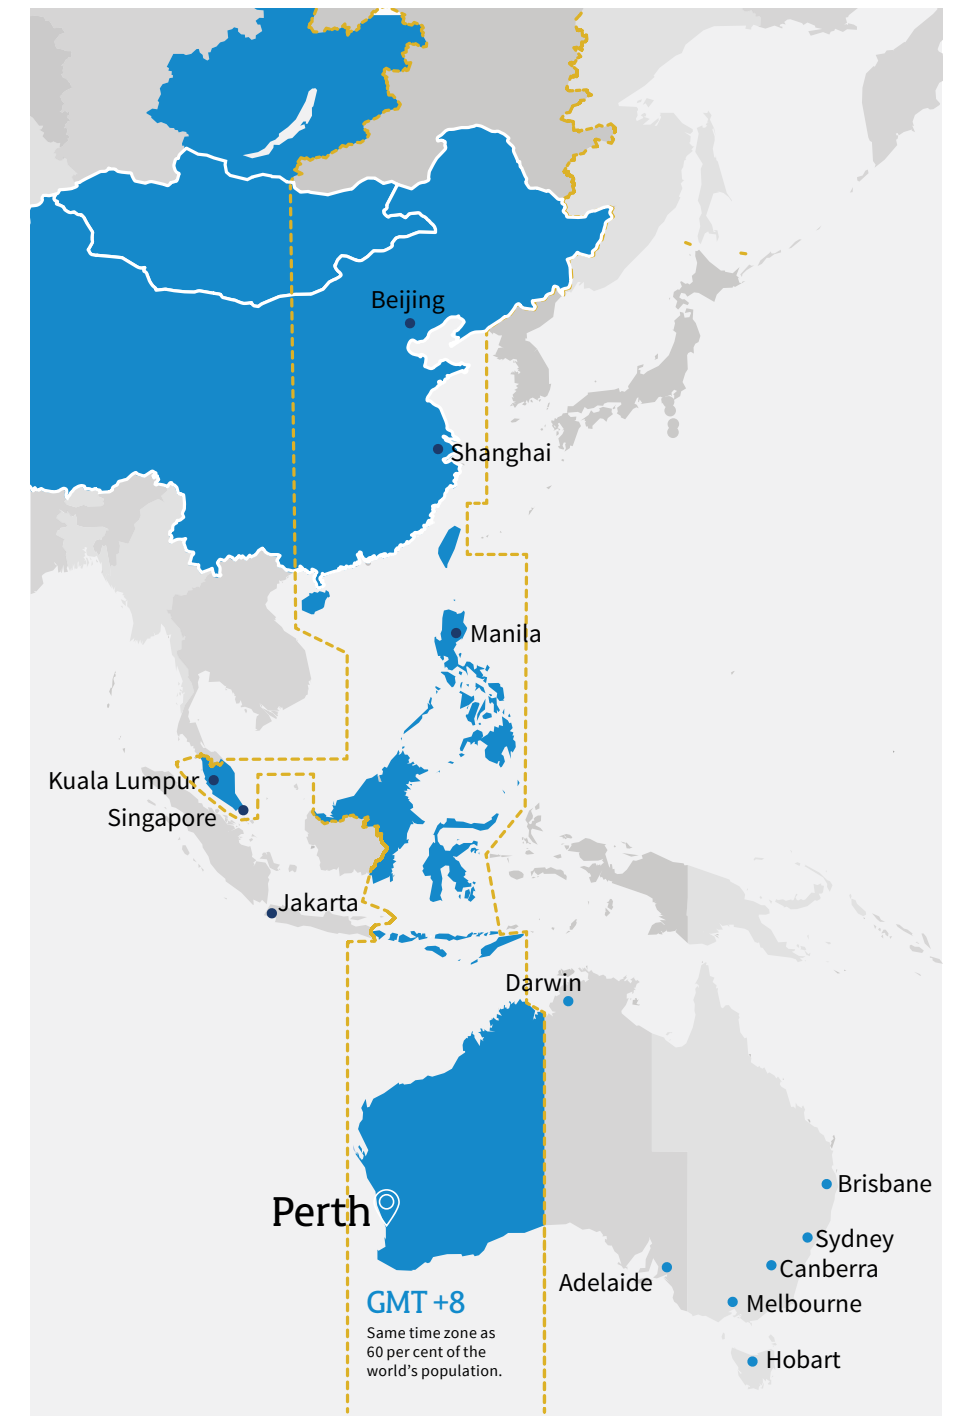 Beijing
Shanghai
Manila
Kuala Lumpur
Singapore
Jakarta
Darwin
Brisbane
Perth
Sydney
Canberra
Adelaide
Melbourne
GMT +8
Same time zone as
60 per cent of the
world's population.
Hobart